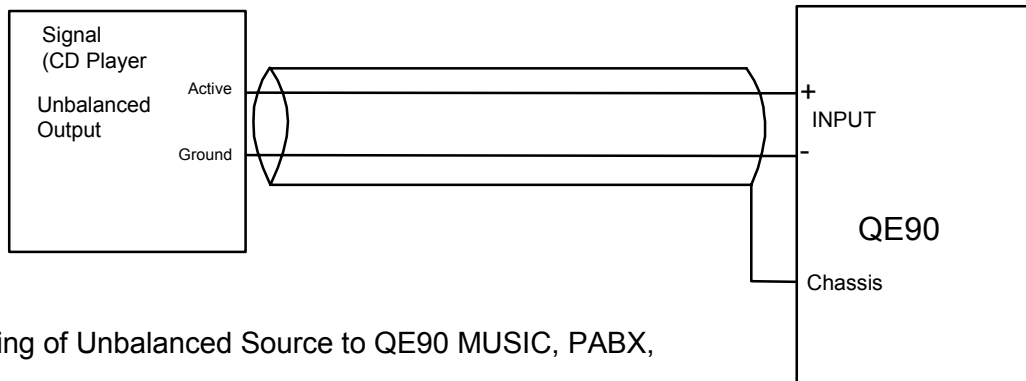 Signal
(CD Player
Unbalanced
Output
Active
Ground
+
INPUT
-
QE90
Chassis
ing of Unbalanced Source to QE90 MUSIC, PABX,